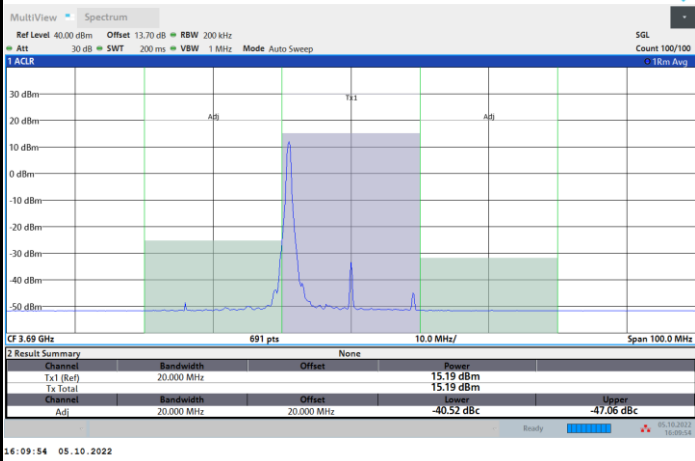 MultiView Spectrum
Ref Level 40.00 dBm Offset 13.70 dB RBW 200 kHz SGL
Att 30 dB SWT 200 ms VBW 1 MHz Mode Auto Sweep Count 100/100
1 ACLR 1Rm Avg
30 dBm
Tx1
20 dBm Adj Adj
10 dBm
0 dBm
-10 dBm
-20 dBm
-30 dBm
-40 dBm
-50 dBm
CF 3.69 GHz 691 pts 10.0 MHz/ Span 100.0 MHz
2 Result Summary None
Channel Bandwidth Offset Power
Tx1 (Ref) 20.000 MHz 15.19 dBm
Tx Total 15.19 dBm
Channel Bandwidth Offset Lower Upper
Adj 20.000 MHz 20.000 MHz -40.52 dBc -47.06 dBc
Ready 05.10.2022
16:09:54
16:09:54 05.10.2022